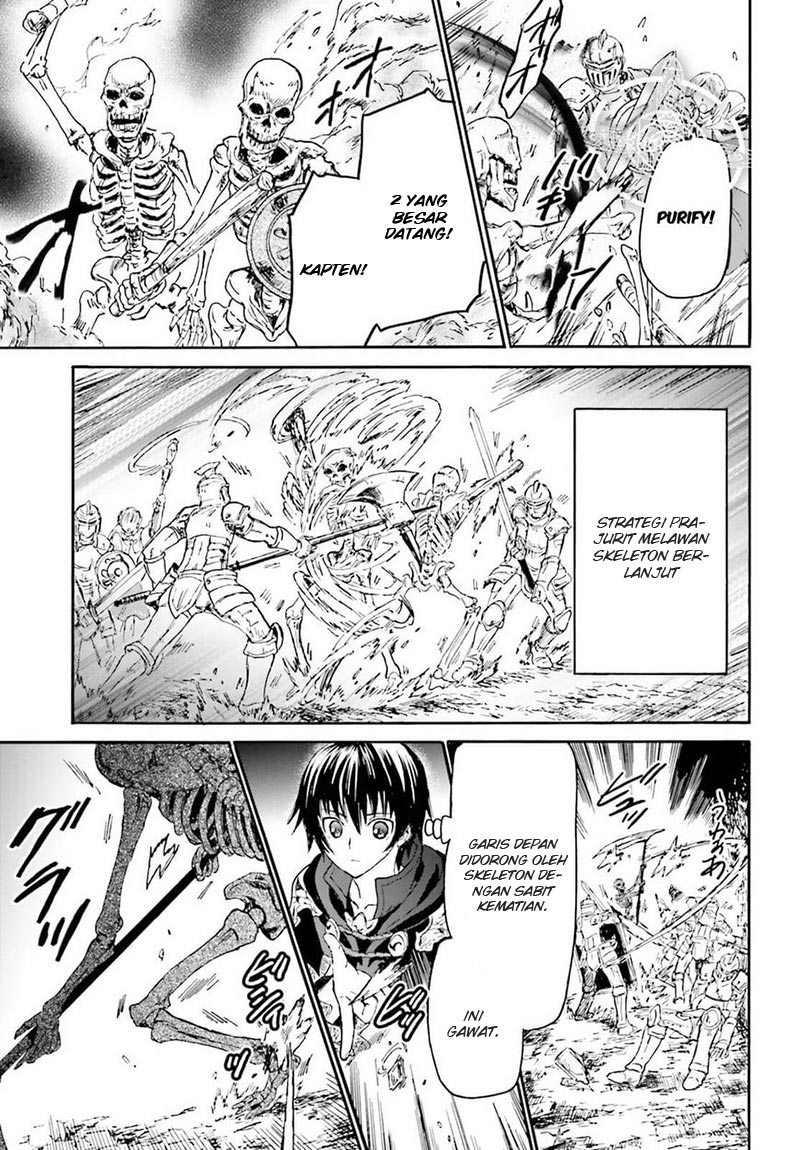 PURIFY!
2 YANG
BESAR
DATANG!
KAPTEN!
STRATEGI PRA-
JURIT MELAWAN
SKELETON BER-
LANJUT
GARIS DEPAN
DIDORONG OLEH
SKELETON DE-
NGAN SABIT
KEMATIAN.
INI
GAWAT.